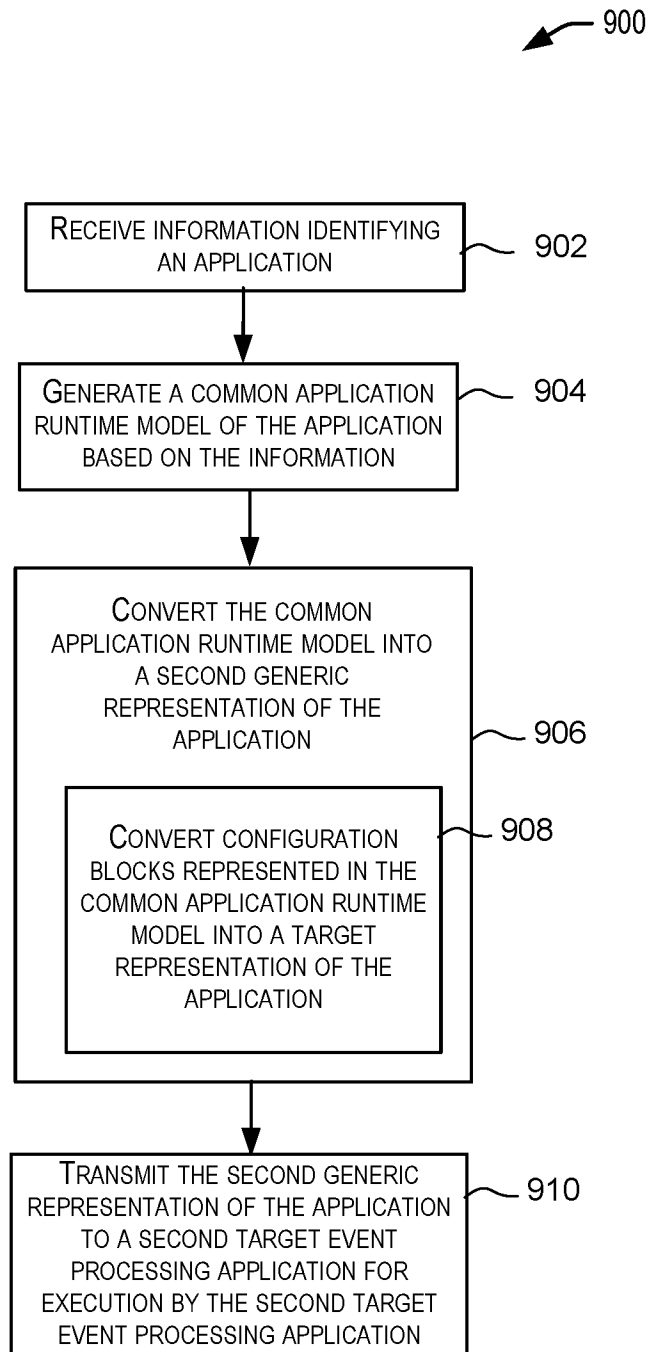 900
RECEIVE INFORMATION IDENTIFYING
AN APPLICATION
902
GENERATE A COMMON APPLICATION
RUNTIME MODEL OF THE APPLICATION
BASED ON THE INFORMATION
904
CONVERT THE COMMON
APPLICATION RUNTIME MODEL INTO
A SECOND GENERIC
REPRESENTATION OF THE
APPLICATION
906
CONVERT CONFIGURATION
BLOCKS REPRESENTED IN THE
COMMON APPLICATION RUNTIME
MODEL INTO A TARGET
REPRESENTATION OF THE
APPLICATION
908
TRANSMIT THE SECOND GENERIC
REPRESENTATION OF THE APPLICATION
TO A SECOND TARGET EVENT
PROCESSING APPLICATION FOR
EXECUTION BY THE SECOND TARGET
EVENT PROCESSING APPLICATION
910